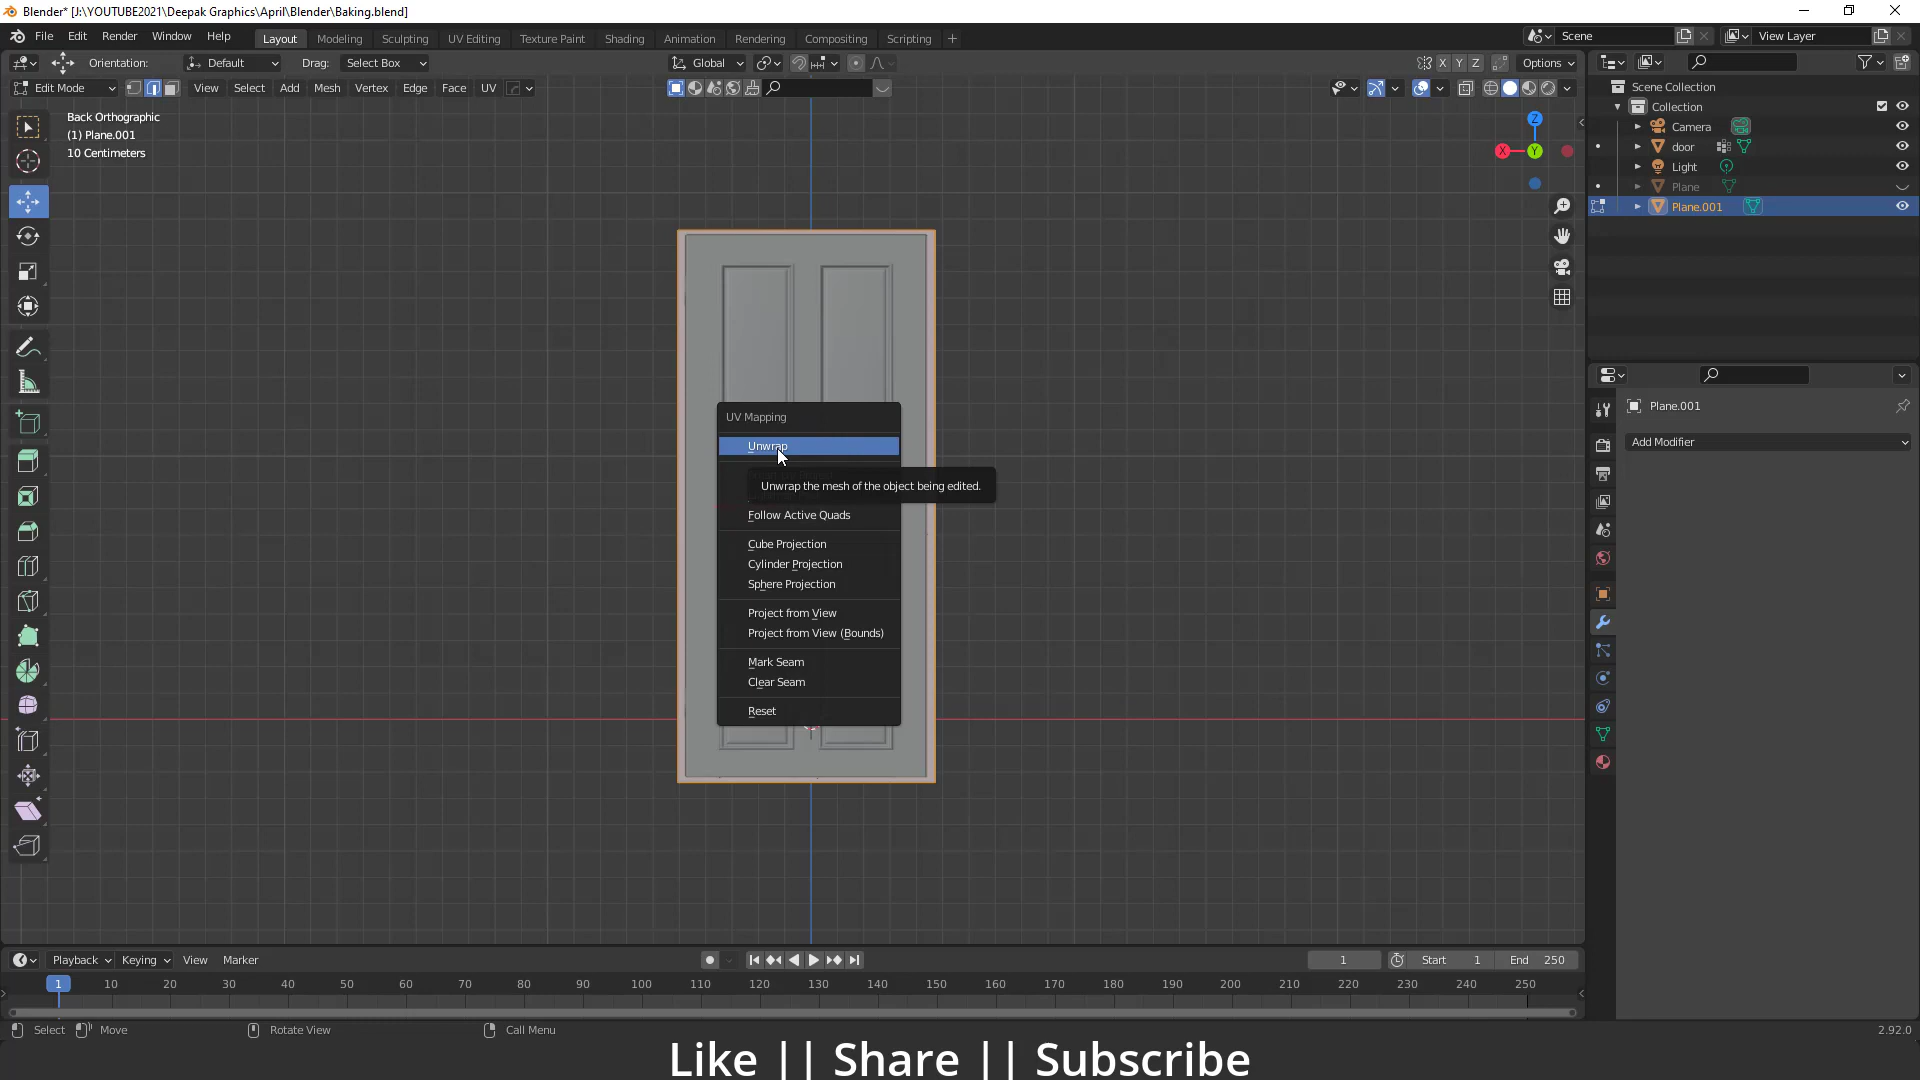 Blender* [J:\YOUTUBE2021\Deepak Graphics\April\Blender\Baking.blend]
File Edit Render Window Help Layout Modeling Sculpting UV Editing Texture Paint Shading Animation Rendering Compositing Scripting + Scene View Layer
Orientation: Default Drag: Select Box Global X Y Z Options
Edit Mode View Select Add Mesh Vertex Edge Face UV
Scene Collection
Collection
Camera
door
Light
Plane
Plane.001
Back Orthographic
(1) Plane.001
10 Centimeters
Z
X Y
UV Mapping
Unwrap
Unwrap the mesh of the object being edited.
Follow Active Quads
Cube Projection
Cylinder Projection
Sphere Projection
Project from View
Project from View (Bounds)
Mark Seam
Clear Seam
Reset
Plane.001
Add Modifier
Playback Keying View Marker 1 Start 1 End 250
1 10 20 30 40 50 60 70 80 90 100 110 120 130 140 150 160 170 180 190 200 210 220 230 240 250
Select Move Rotate View Call Menu 2.92.0
Like || Share || Subscribe